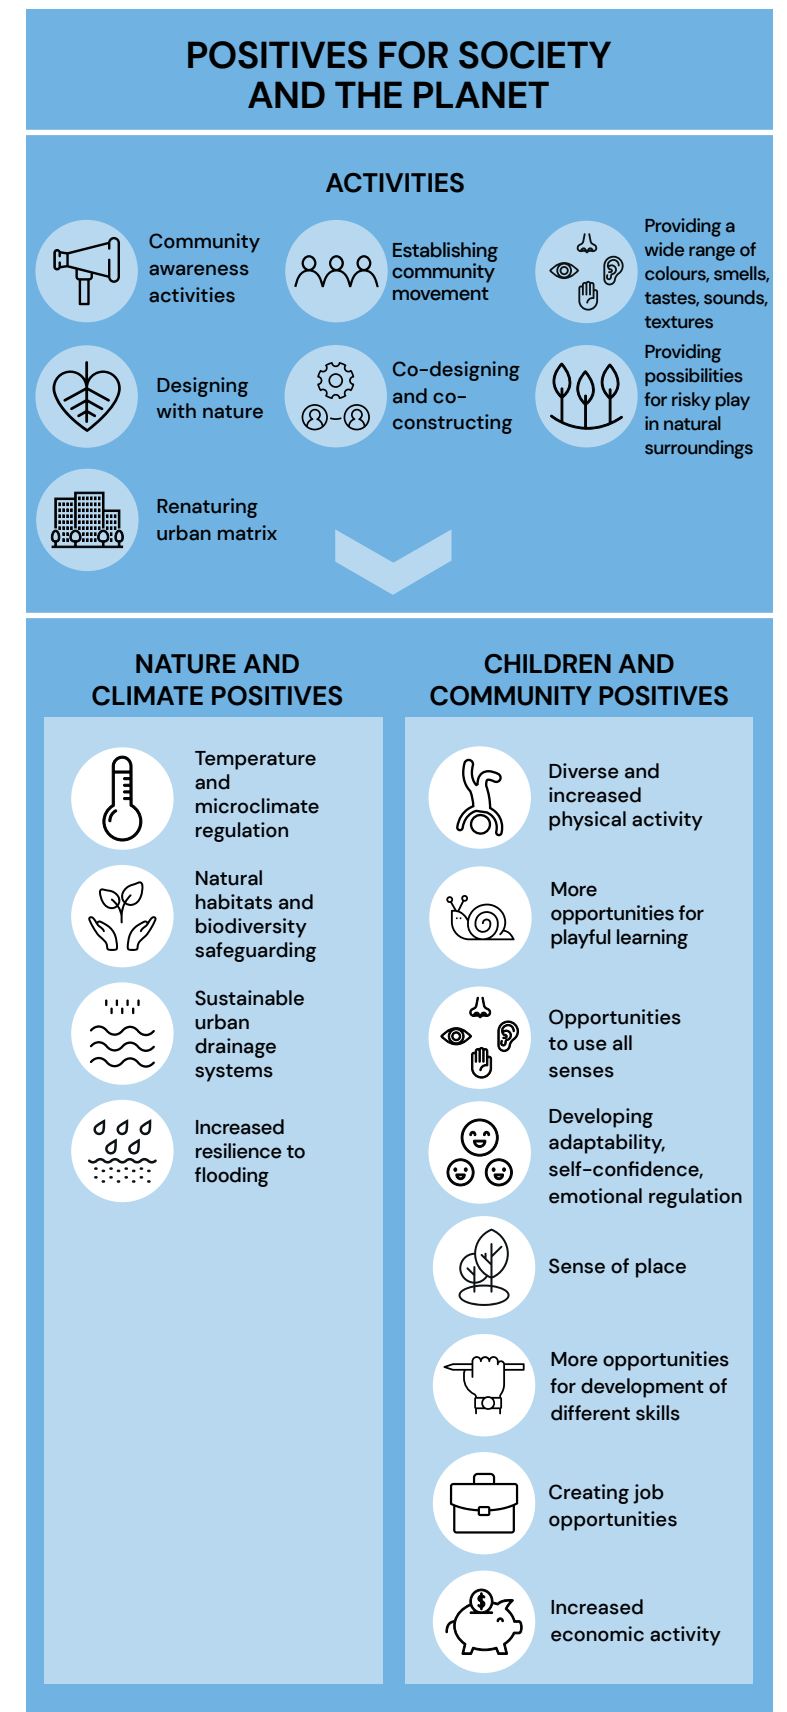 POSITIVES FOR SOCIETY
AND THE PLANET
ACTIVITIES
Community
awareness
activities
Establishing
community
movement
Providing a
wide range of
colours, smells,
tastes, sounds,
textures
Designing
with nature
Co-designing
and co-
constructing
Providing
possibilities
for risky play
in natural
surroundings
Renaturing
urban matrix
NATURE AND
CLIMATE POSITIVES
Temperature
and
microclimate
regulation
Natural
habitats and
biodiversity
safeguarding
Sustainable
urban
drainage
systems
Increased
resilience to
flooding
CHILDREN AND
COMMUNITY POSITIVES
Diverse and
increased
physical activity
More
opportunities for
playful learning
Opportunities
to use all
senses
Developing
adaptability,
self-confidence,
emotional regulation
Sense of place
More opportunities
for development of
different skills
Creating job
opportunities
$
Increased
economic activity